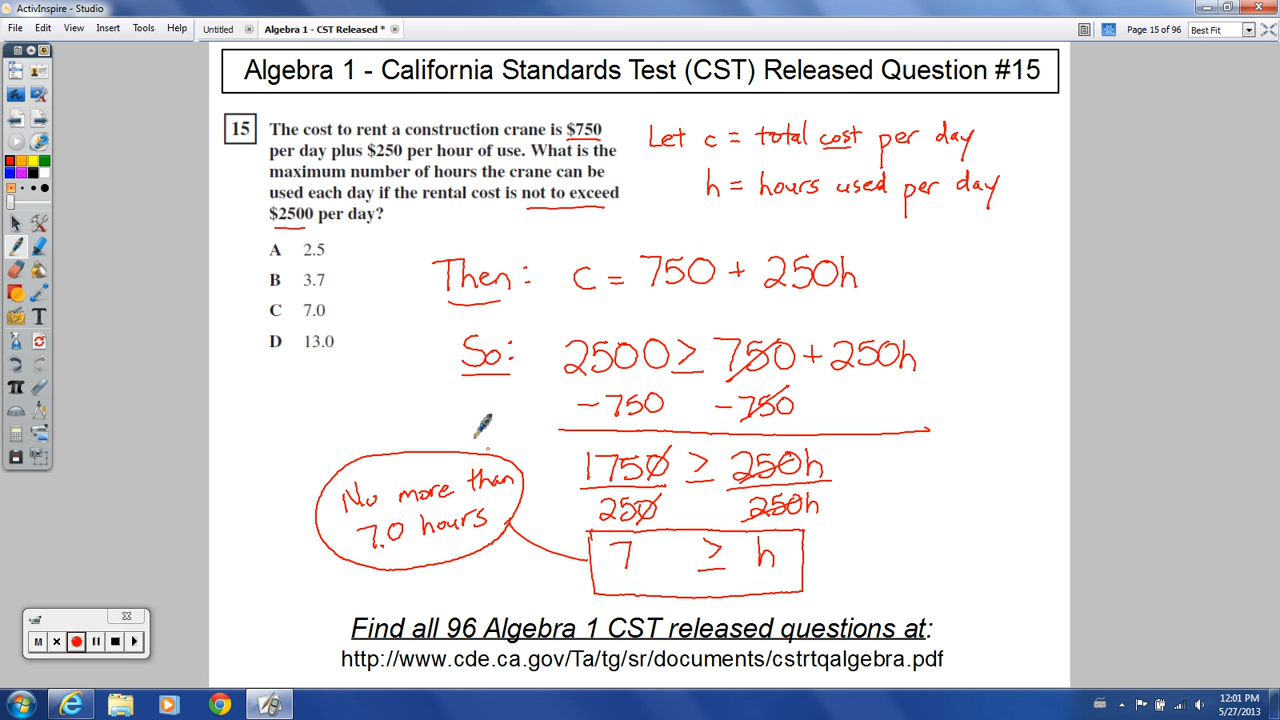 ActivInspire - Studio
File Edit View Insert Tools Help
Untitled
Algebra 1 - CST Released *
Page 15 of 96
Best Fit
Algebra 1 - California Standards Test (CST) Released Question #15
15
The cost to rent a construction crane is $750
per day plus $250 per hour of use. What is the
maximum number of hours the crane can be
used each day if the rental cost is not to exceed
$2500 per day?
A 2.5
B 3.7
C 7.0
D 13.0
Let c = total cost per day
h = hours used per day
Then: c = 750 + 250h
So: 2500 ≥ 750 + 250h
-750 -750
1750 ≥ 250h
250 250h
7 ≥ h
No more than
7.0 hours
Find all 96 Algebra 1 CST released questions at:
http://www.cde.ca.gov/Ta/tg/sr/documents/cstrtqalgebra.pdf
M
12:01 PM
5/27/2013